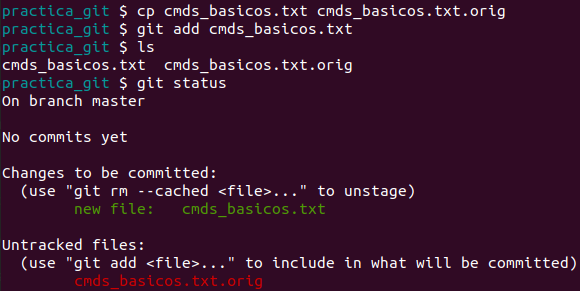 practica_git $ cp cmds_basicos.txt cmds_basicos.txt.orig
practica_git $ git add cmds_basicos.txt
practica_git $ ls
cmds_basicos.txt  cmds_basicos.txt.orig
practica_git $ git status
On branch master

No commits yet

Changes to be committed:
  (use "git rm --cached <file>..." to unstage)
        new file:   cmds_basicos.txt

Untracked files:
  (use "git add <file>..." to include in what will be committed)
        cmds_basicos.txt.orig